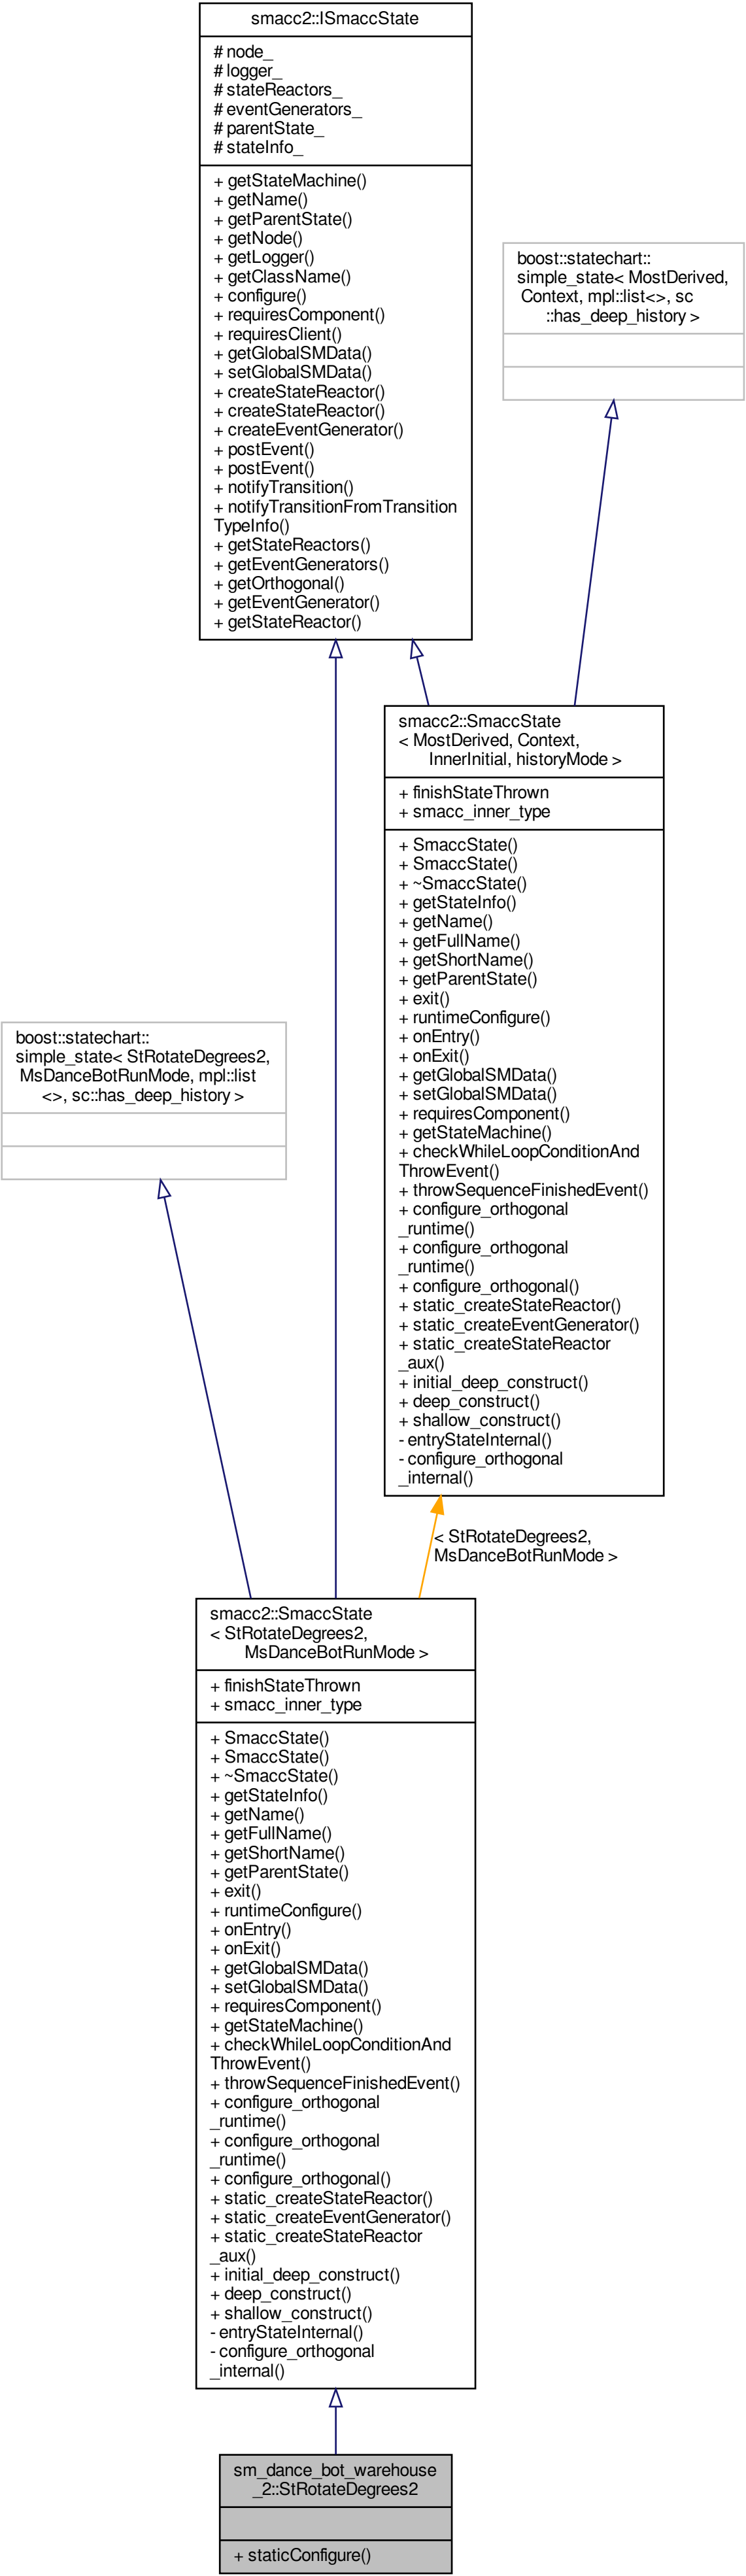 smacc2::ISmaccState
# node_
# logger_
# stateReactors_
# eventGenerators_
# parentState_
# stateInfo_
+ getStateMachine()
+ getName()
+ getParentState()
+ getNode()
+ getLogger()
+ getClassName()
+ configure()
+ requiresComponent()
+ requiresClient()
+ getGlobalSMData()
+ setGlobalSMData()
+ createStateReactor()
+ createStateReactor()
+ createEventGenerator()
+ postEvent()
+ postEvent()
+ notifyTransition()
+ notifyTransitionFromTransition
TypeInfo()
+ getStateReactors()
+ getEventGenerators()
+ getOrthogonal()
+ getEventGenerator()
+ getStateReactor()
boost::statechart::
simple_state< MostDerived,
Context, mpl::list<>, sc
::has_deep_history >
smacc2::SmaccState
< MostDerived, Context,
InnerInitial, historyMode >
+ finishStateThrown
+ smacc_inner_type
+ SmaccState()
+ SmaccState()
+ ~SmaccState()
+ getStateInfo()
+ getName()
+ getFullName()
+ getShortName()
+ getParentState()
+ exit()
+ runtimeConfigure()
+ onEntry()
+ onExit()
+ getGlobalSMData()
+ setGlobalSMData()
+ requiresComponent()
+ getStateMachine()
+ checkWhileLoopConditionAnd
ThrowEvent()
+ throwSequenceFinishedEvent()
+ configure_orthogonal
_runtime()
+ configure_orthogonal
_runtime()
+ configure_orthogonal()
+ static_createStateReactor()
+ static_createEventGenerator()
+ static_createStateReactor
_aux()
+ initial_deep_construct()
+ deep_construct()
+ shallow_construct()
- entryStateInternal()
- configure_orthogonal
_internal()
boost::statechart::
simple_state< StRotateDegrees2,
MsDanceBotRunMode, mpl::list
<>, sc::has_deep_history >
< StRotateDegrees2,
MsDanceBotRunMode >
smacc2::SmaccState
< StRotateDegrees2,
MsDanceBotRunMode >
+ finishStateThrown
+ smacc_inner_type
+ SmaccState()
+ SmaccState()
+ ~SmaccState()
+ getStateInfo()
+ getName()
+ getFullName()
+ getShortName()
+ getParentState()
+ exit()
+ runtimeConfigure()
+ onEntry()
+ onExit()
+ getGlobalSMData()
+ setGlobalSMData()
+ requiresComponent()
+ getStateMachine()
+ checkWhileLoopConditionAnd
ThrowEvent()
+ throwSequenceFinishedEvent()
+ configure_orthogonal
_runtime()
+ configure_orthogonal
_runtime()
+ configure_orthogonal()
+ static_createStateReactor()
+ static_createEventGenerator()
+ static_createStateReactor
_aux()
+ initial_deep_construct()
+ deep_construct()
+ shallow_construct()
- entryStateInternal()
- configure_orthogonal
_internal()
sm_dance_bot_warehouse
_2::StRotateDegrees2
+ staticConfigure()